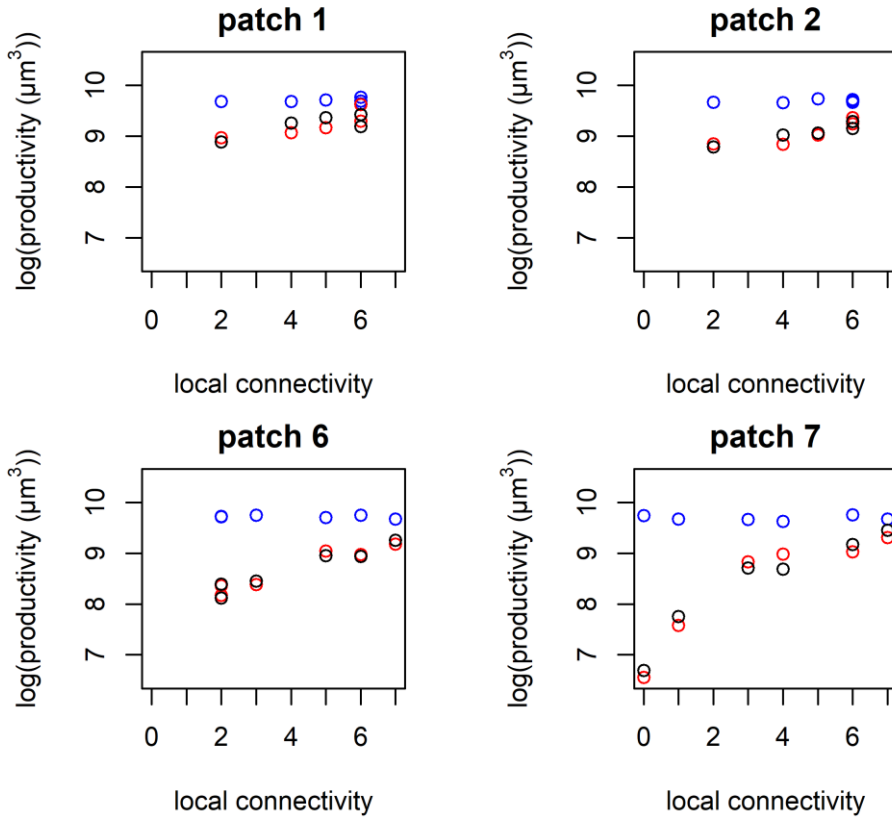 patch 1
log(productivity (µm³))
10
9
8
7
0 2 4 6
local connectivity
patch 2
log(productivity (µm³))
10
9
8
7
0 2 4 6
local connectivity
patch 6
log(productivity (µm³))
10
9
8
7
0 2 4 6
local connectivity
patch 7
log(productivity (µm³))
10
9
8
7
0 2 4 6
local connectivity